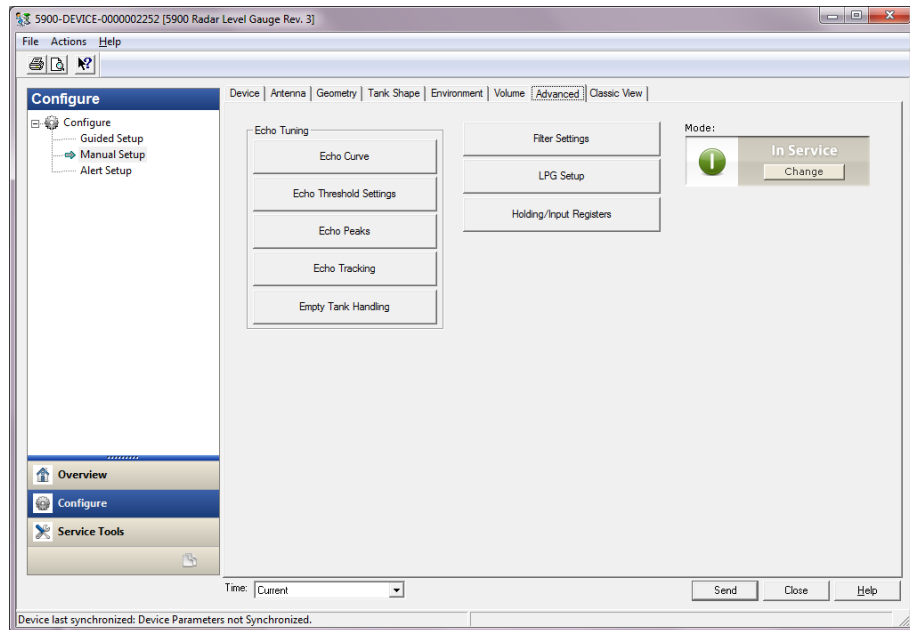 5900-DEVICE-0000002252 [5900 Radar Level Gauge Rev. 3]
File Actions Help
Configure
Configure
Guided Setup
Manual Setup
Alert Setup
Overview
Configure
Service Tools
Device Antenna Geometry Tank Shape Environment Volume Advanced Classic View
Echo Tuning
Echo Curve
Echo Threshold Settings
Echo Peaks
Echo Tracking
Empty Tank Handling
Filter Settings
LPG Setup
Holding/Input Registers
Mode:
In Service
Change
Time: Current
Send Close Help
Device last synchronized: Device Parameters not Synchronized.